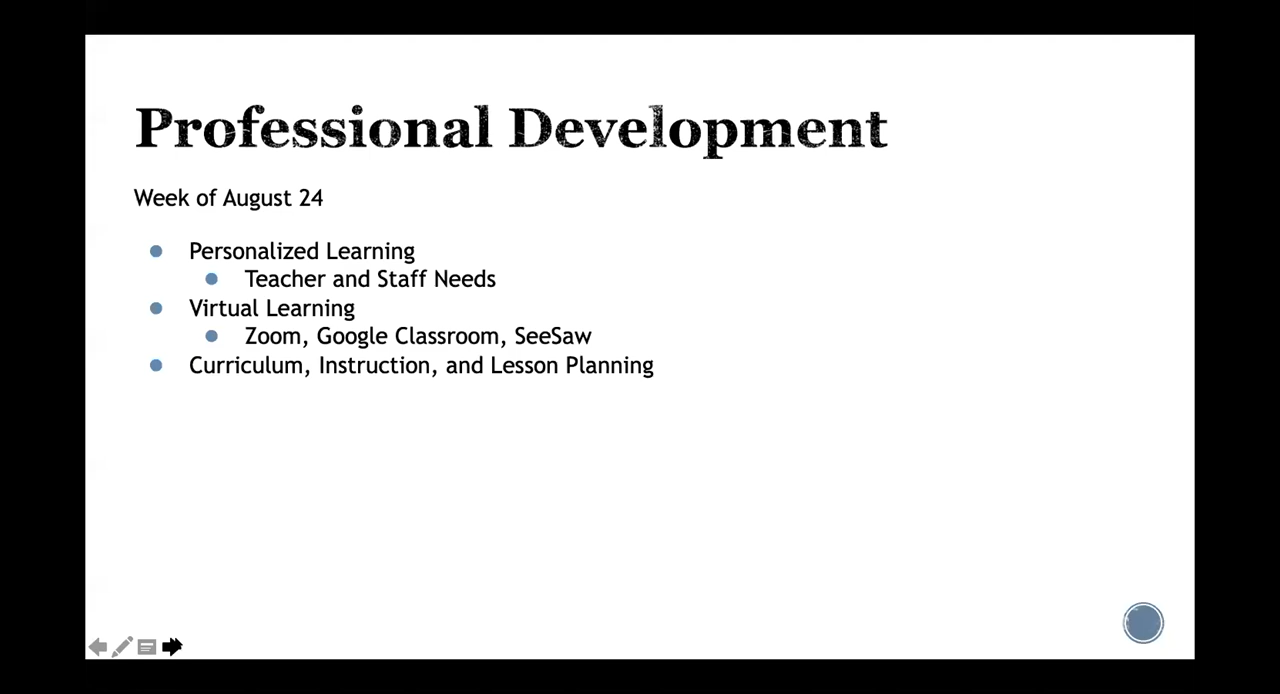 Professional Development
Week of August 24
Personalized Learning
Teacher and Staff Needs
Virtual Learning
Zoom, Google Classroom, SeeSaw
Curriculum, Instruction, and Lesson Planning